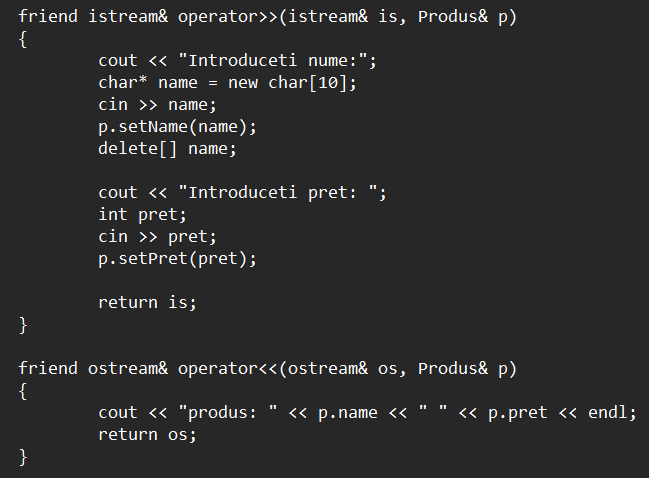 friend istream& operator>>(istream& is, Produs& p)
{
cout << "Introduceti nume:";
char* name = new char[10];
cin >> name;
p.setName(name);
delete[] name;
cout << "Introduceti pret: ";
int pret;
cin >> pret;
p.setPret(pret);
return is;
}
friend ostream& operator<<(ostream& os, Produs& p)
{
cout << "produs: " << p.name << " " << p.pret << endl;
return os;
}